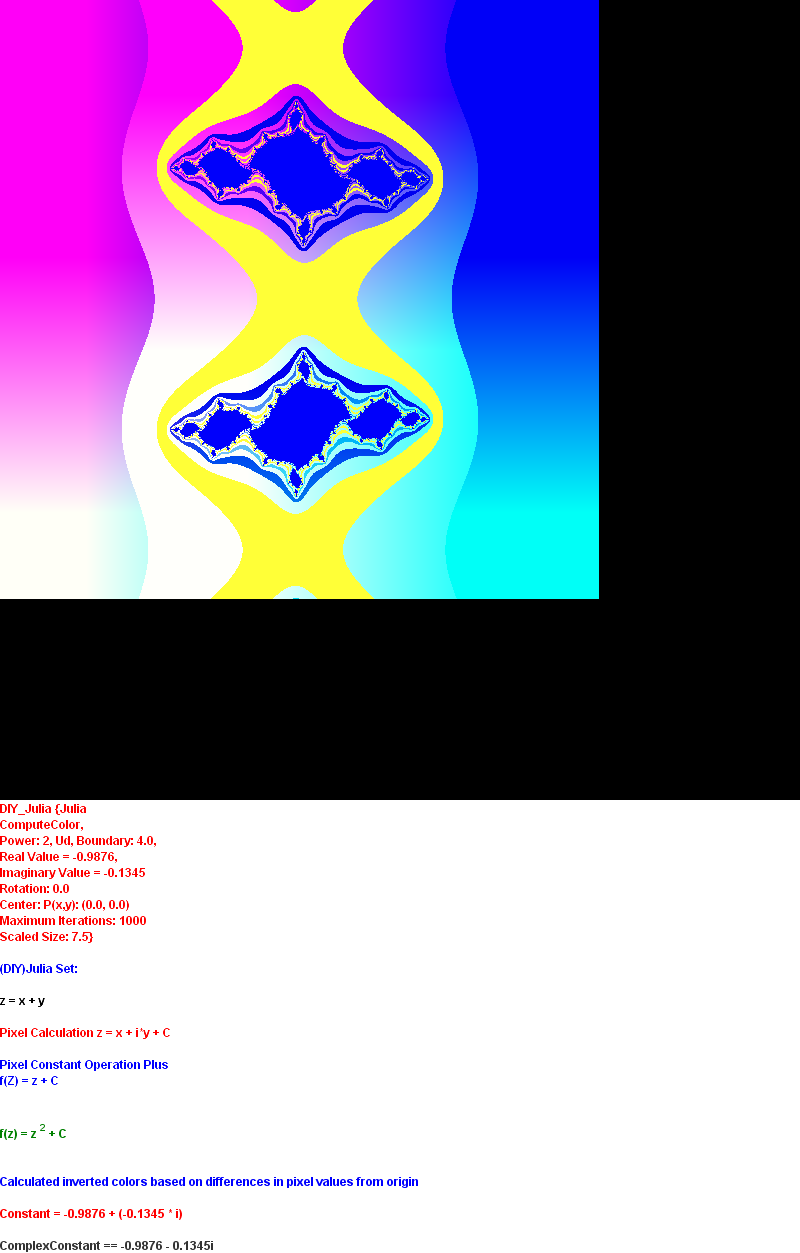 DIY_Julia {Julia
ComputeColor,
Power: 2, Ud, Boundary: 4.0,
Real Value = -0.9876,
Imaginary Value = -0.1345
Rotation: 0.0
Center: P(x,y): (0.0, 0.0)
Maximum Iterations: 1000
Scaled Size: 7.5}
(DIY)Julia Set:
z = x + y
Pixel Calculation z = x + i*y + C
Pixel Constant Operation Plus
f(Z) = z + C
f(z) = z 2 + C
Calculated inverted colors based on differences in pixel values from origin
Constant = -0.9876 + (-0.1345 * i)
ComplexConstant == -0.9876 - 0.1345i